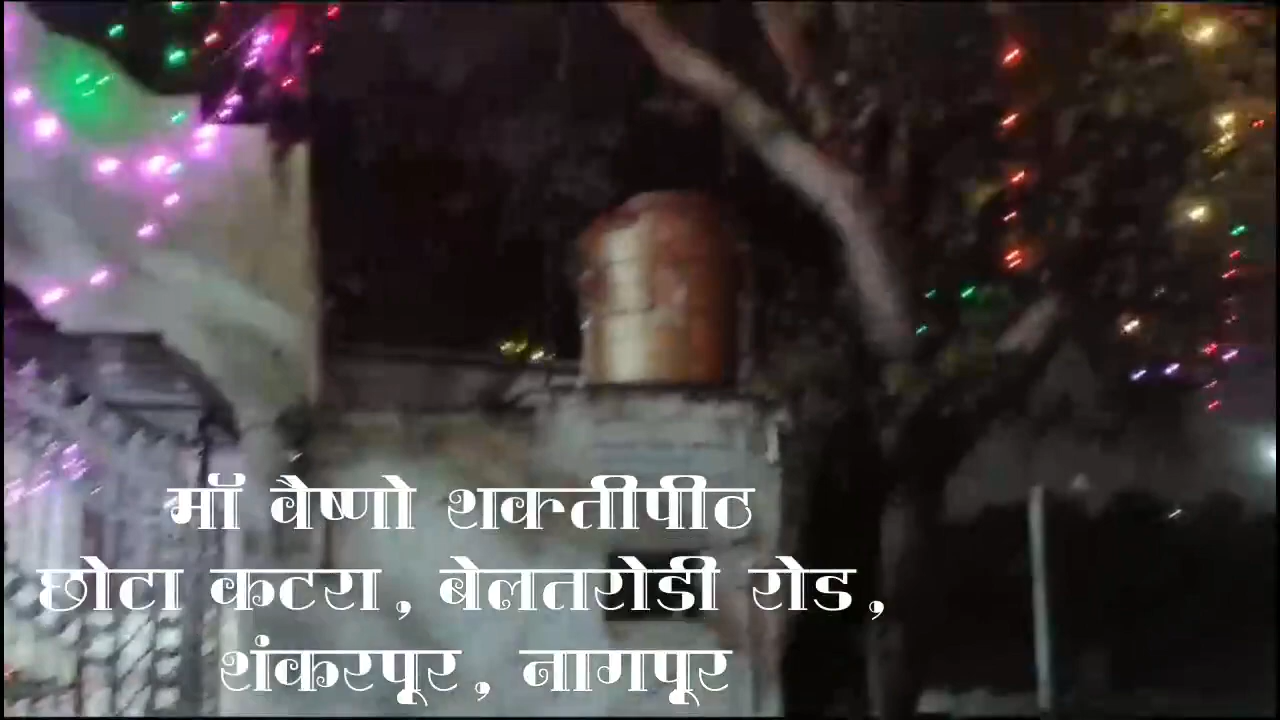 मॉ वैष्णो शक्तीपीठ
छोटा कटरा, बेलतरोडी रोड,
शंकरपूर, नागपूर